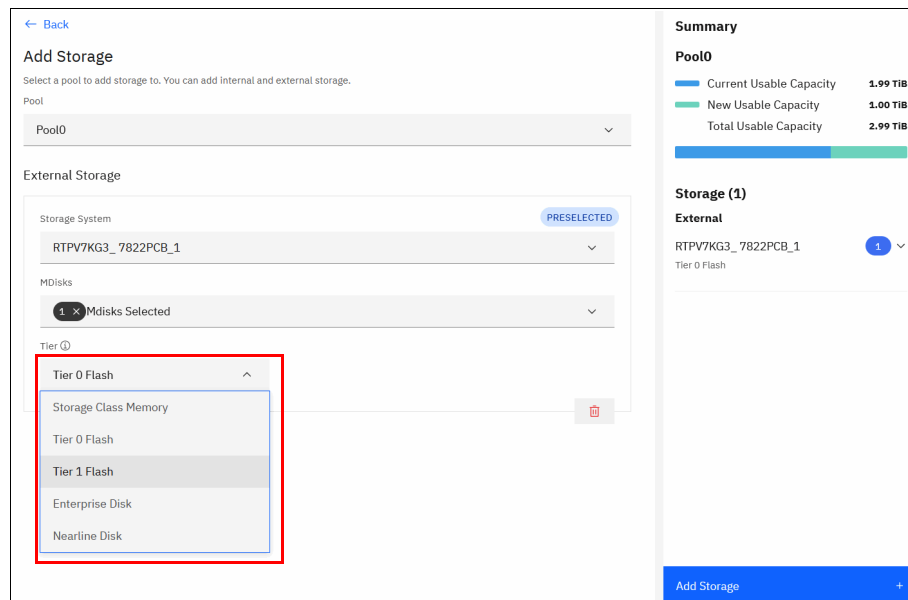 ← Back
Add Storage
Select a pool to add storage to. You can add internal and external storage.
Pool
Pool0
External Storage
Storage System
PRESELECTED
RTPV7KG3_ 7822PCB_1
MDisks
1 × Mdisks Selected
Tier
Tier 0 Flash
Storage Class Memory
Tier 0 Flash
Tier 1 Flash
Enterprise Disk
Nearline Disk
Summary
Pool0
Current Usable Capacity 1.99 TiB
New Usable Capacity 1.00 TiB
Total Usable Capacity 2.99 TiB
Storage (1)
External
RTPV7KG3_ 7822PCB_1 1
Tier 0 Flash
Add Storage +